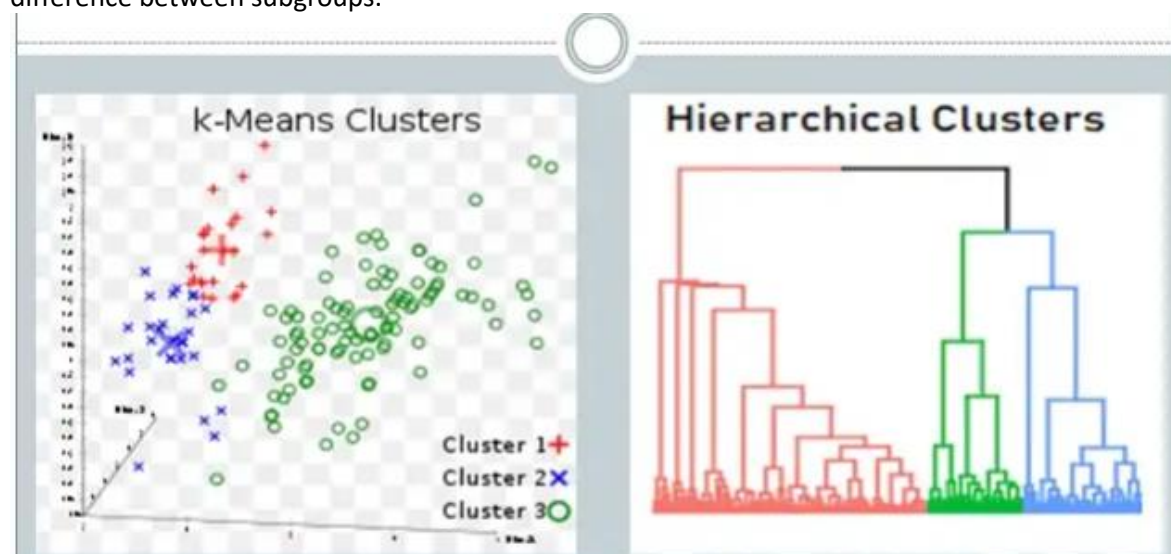 difference between subgroups.
k-Means Clusters
Hierarchical Clusters
Cluster 1
Cluster 2
Cluster 3